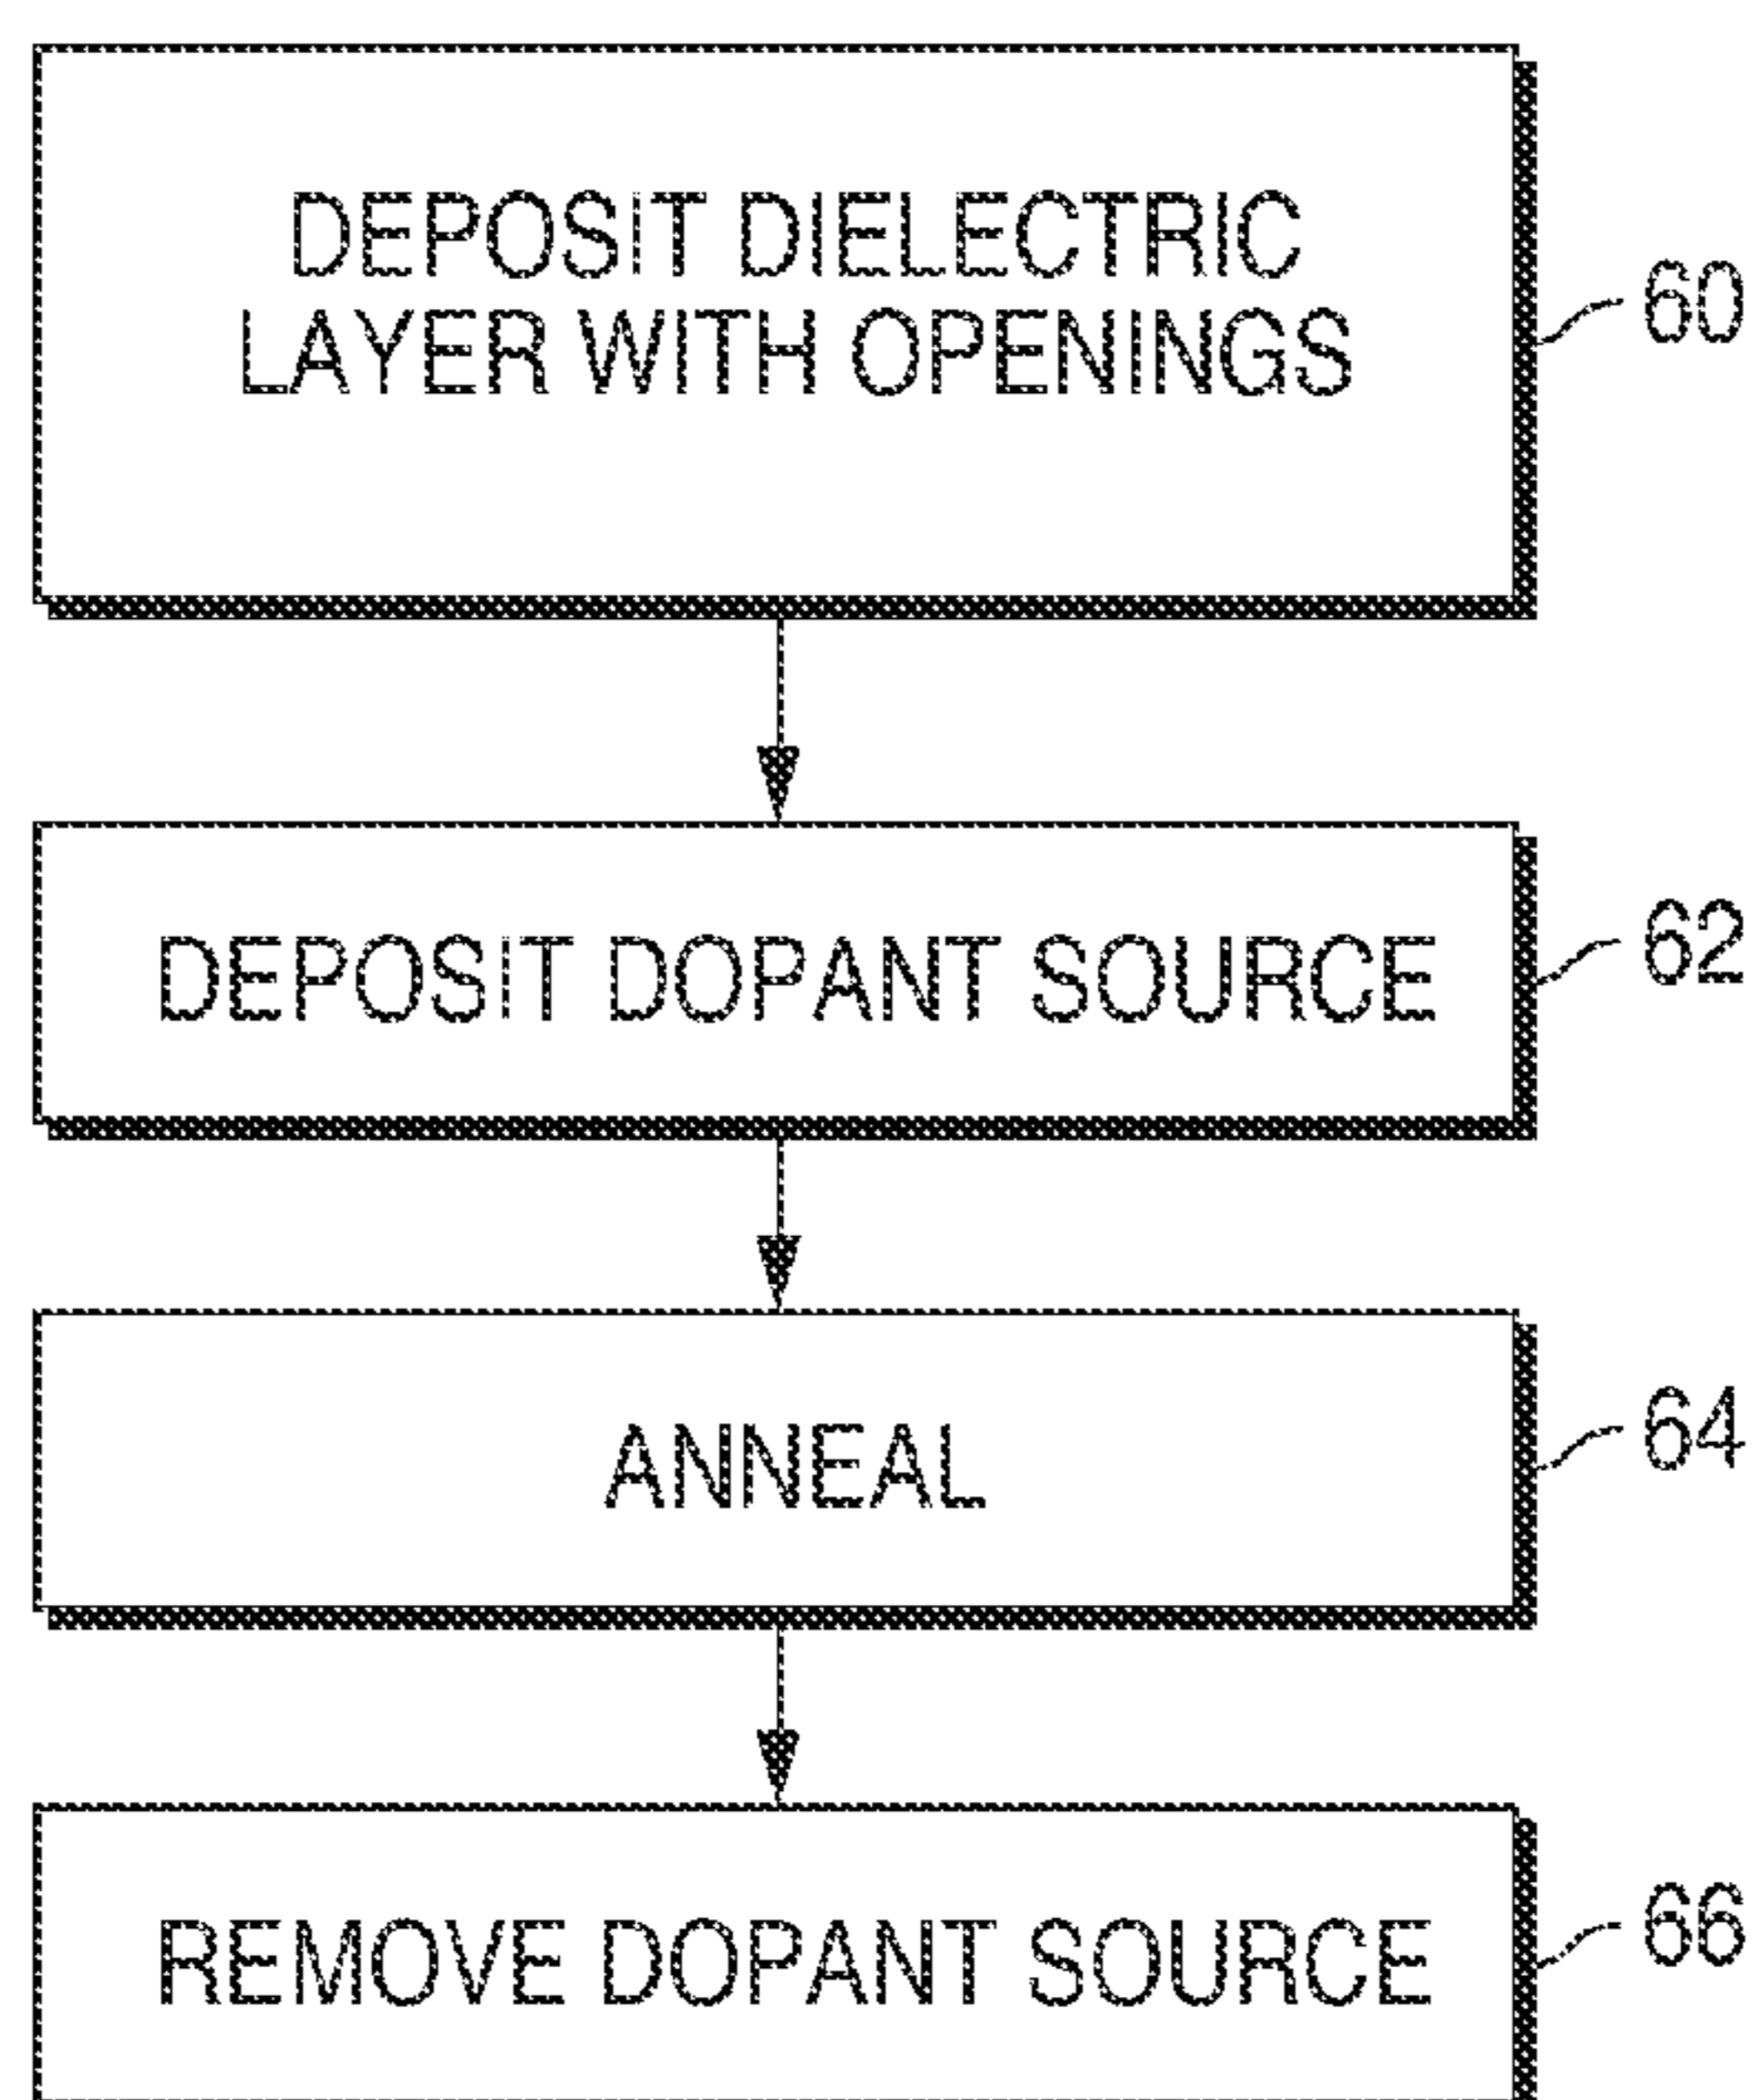 DEPOSIT DIELECTRIC
LAYER WITH OPENINGS
60
DEPOSIT DOPANT SOURCE
62
ANNEAL
64
REMOVE DOPANT SOURCE
66